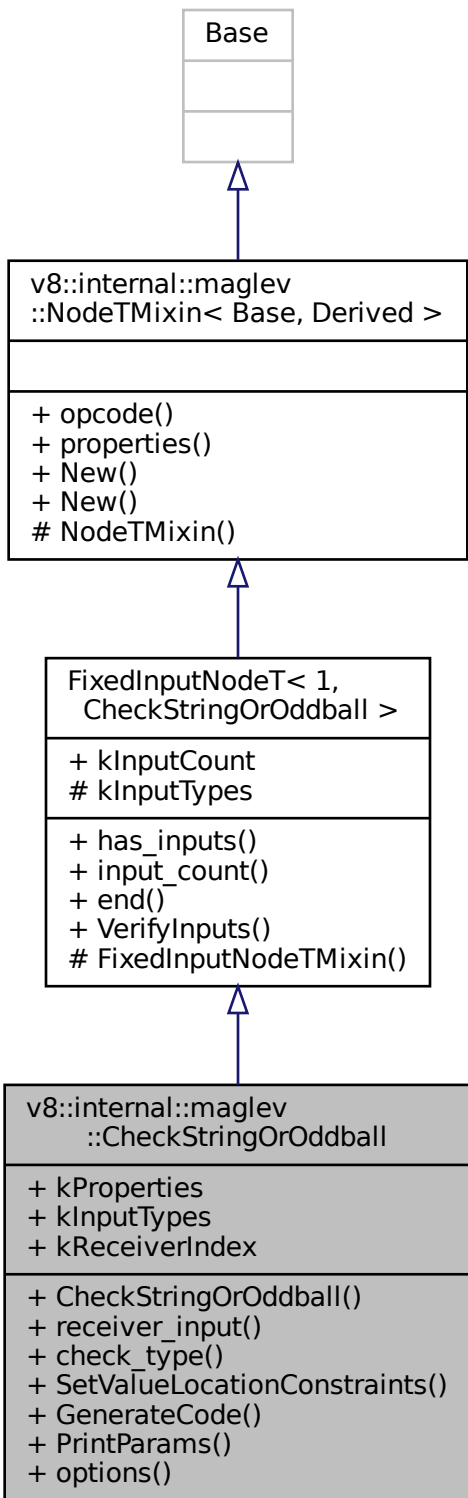 Base
v8::internal::maglev
::NodeTMixin< Base, Derived >
+ opcode()
+ properties()
+ New()
+ New()
# NodeTMixin()
FixedInputNodeT< 1,
CheckStringOrOddball >
+ kInputCount
# kInputTypes
+ has_inputs()
+ input_count()
+ end()
+ VerifyInputs()
# FixedInputNodeTMixin()
v8::internal::maglev
::CheckStringOrOddball
+ kProperties
+ kInputTypes
+ kReceiverIndex
+ CheckStringOrOddball()
+ receiver_input()
+ check_type()
+ SetValueLocationConstraints()
+ GenerateCode()
+ PrintParams()
+ options()